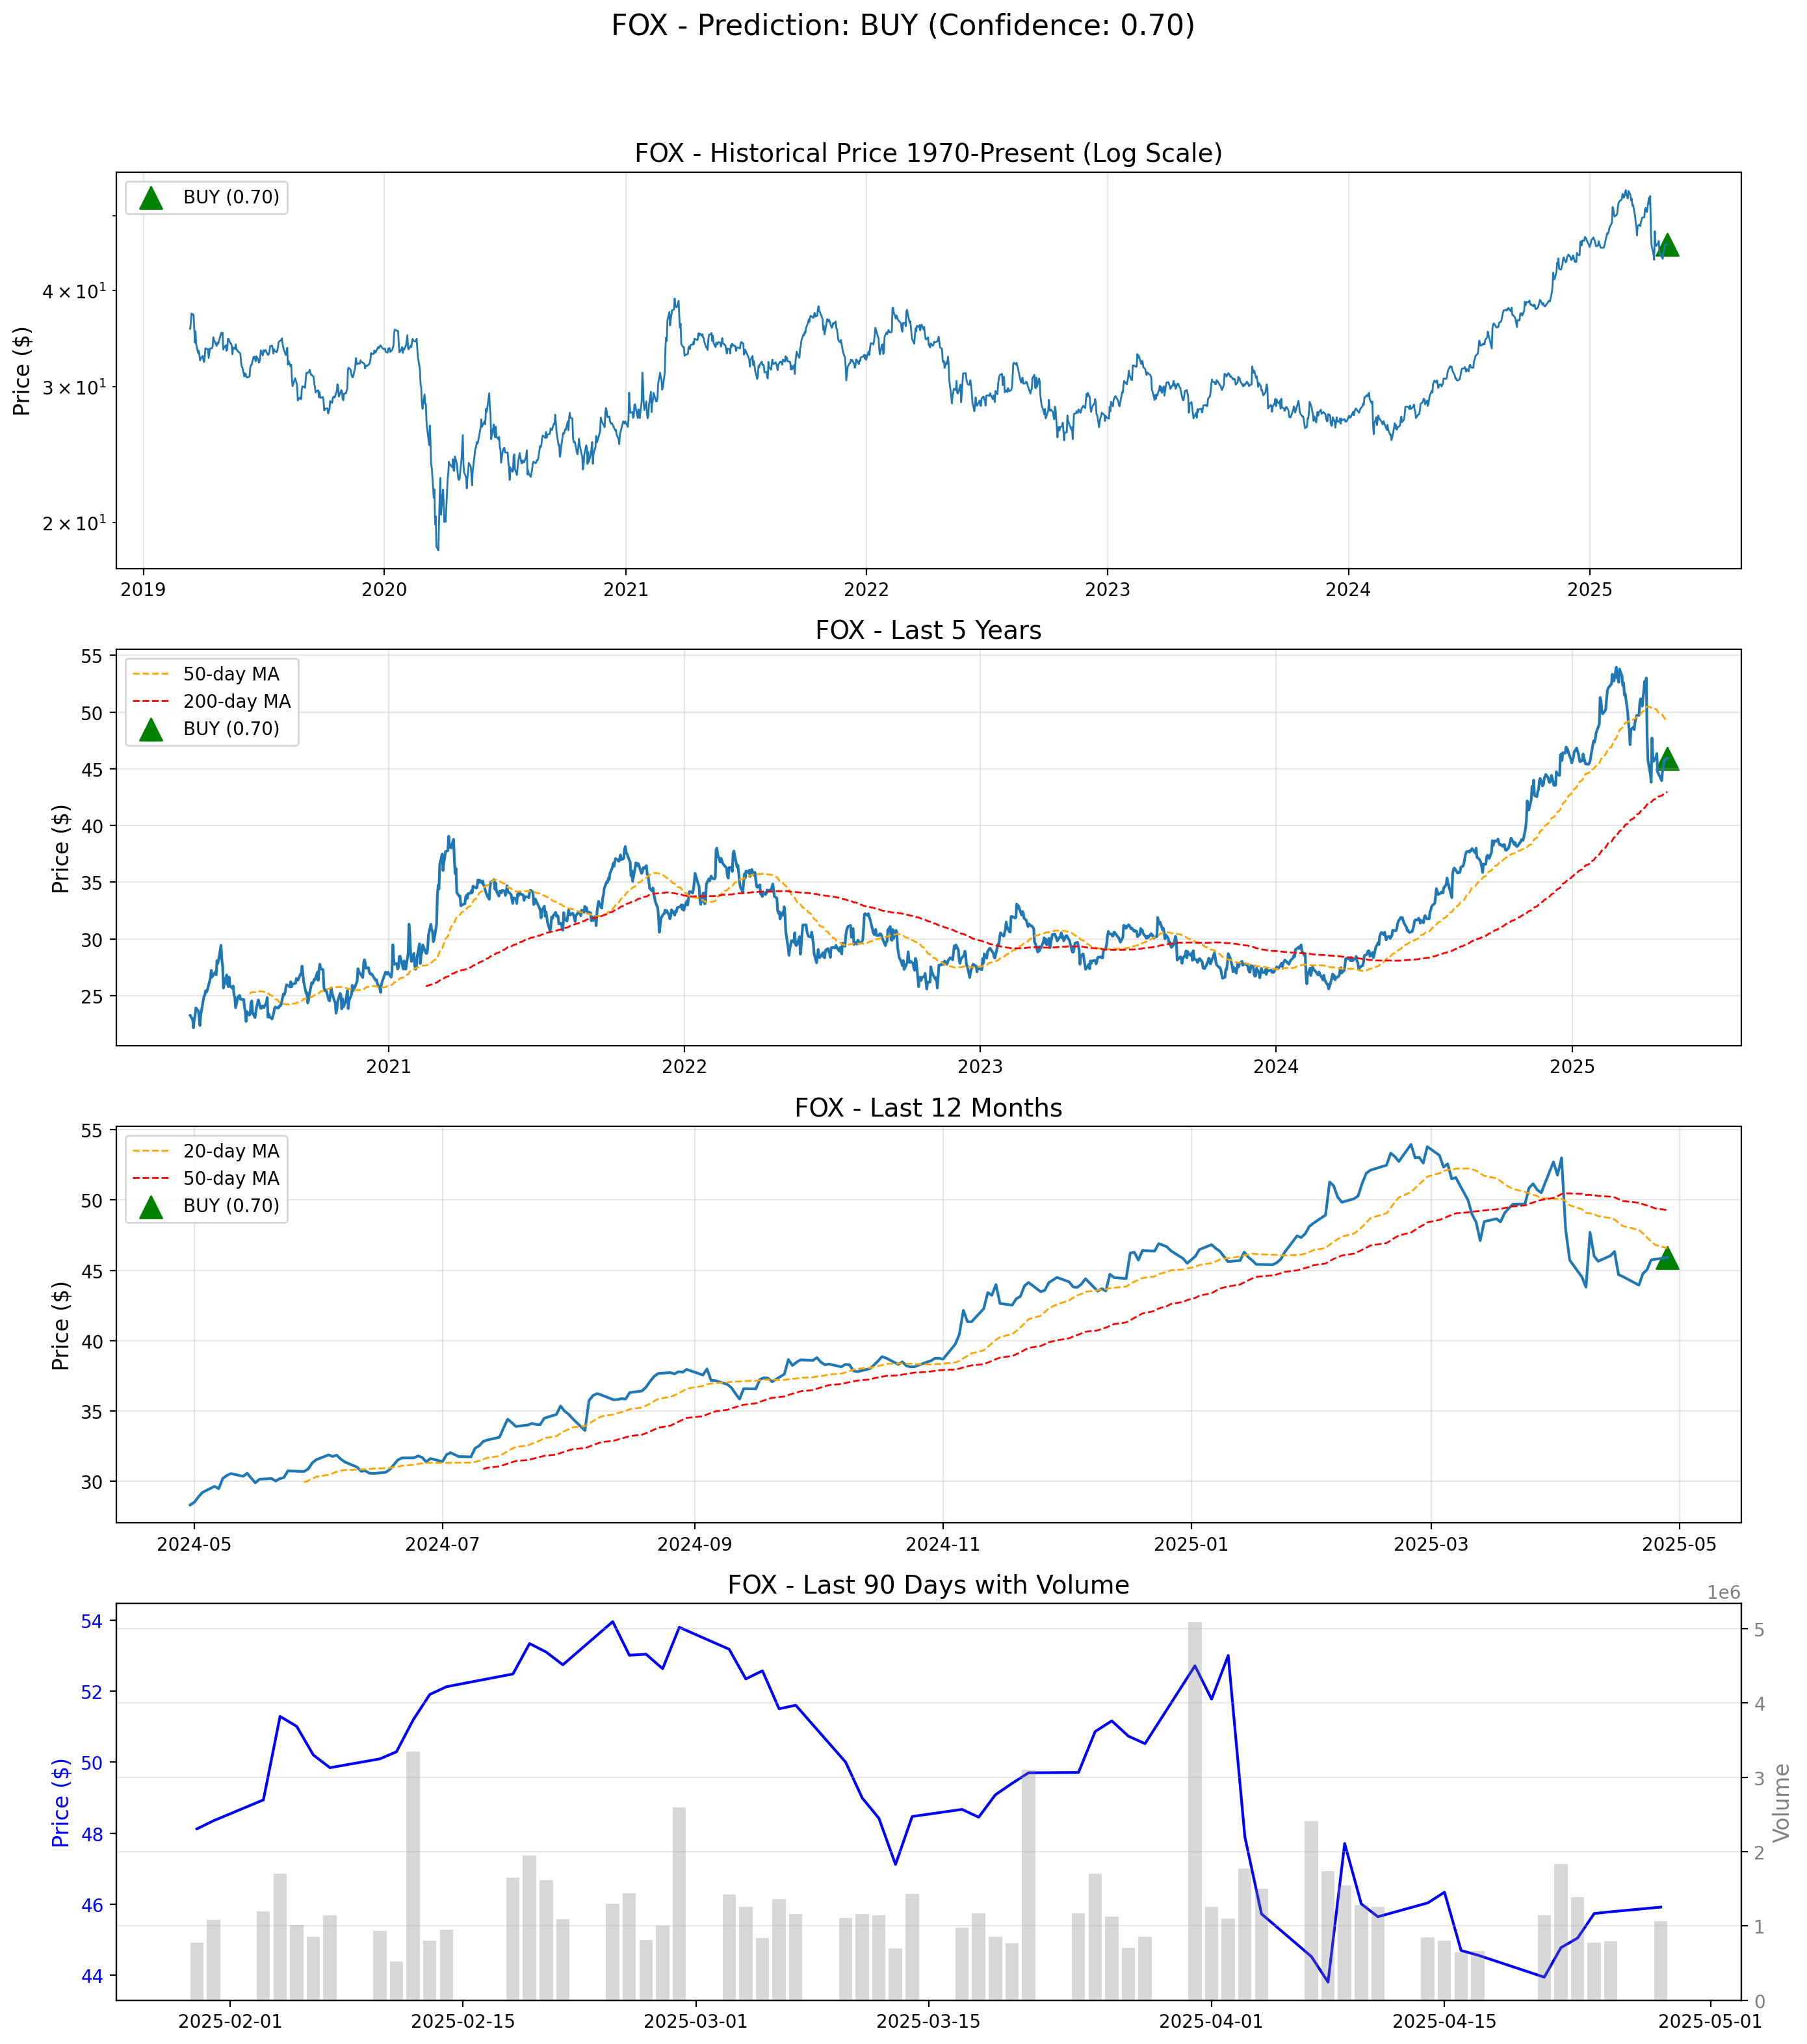 FOX - Prediction: BUY (Confidence: 0.70)
FOX - Historical Price 1970-Present (Log Scale)
BUY (0.70)
Price ($)
4 × 10¹
3 × 10¹
2 × 10¹
2019 2020 2021 2022 2023 2024 2025
FOX - Last 5 Years
50-day MA
200-day MA
BUY (0.70)
Price ($)
55
50
45
40
35
30
25
2021 2022 2023 2024 2025
FOX - Last 12 Months
20-day MA
50-day MA
BUY (0.70)
Price ($)
55
50
45
40
35
30
2024-05 2024-07 2024-09 2024-11 2025-01 2025-03 2025-05
FOX - Last 90 Days with Volume
1e6
Price ($)
54
52
50
48
46
44
5
4
3
2
1
0
Volume
2025-02-01 2025-02-15 2025-03-01 2025-03-15 2025-04-01 2025-04-15 2025-05-01